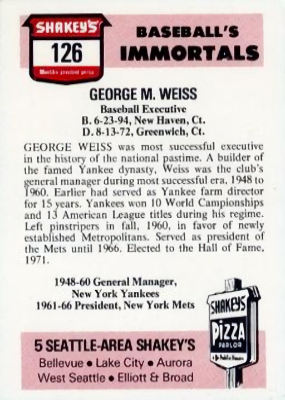 SHAKEY'S
126
World's greatest pizza
BASEBALL'S
IMMORTALS
GEORGE M. WEISS
Baseball Executive
B. 6-23-94, New Haven, Ct.
D. 8-13-72, Greenwich, Ct.
GEORGE WEISS was most successful executive
in the history of the national pastime. A builder of
the famed Yankee dynasty, Weiss was the club's
general manager during most successful era, 1948 to
1960. Earlier had served as Yankee farm director
for 15 years. Yankees won 10 World Championships
and 13 American League titles during his regime.
Left pinstripers in fall, 1960, in favor of newly
established Metropolitans. Served as president of
the Mets until 1966. Elected to the Hall of Fame,
1971.
1948-60 General Manager,
New York Yankees
1961-66 President, New York Mets
SHAKEY'S
PIZZA
PARLOR
& Ye Public House
5 SEATTLE-AREA SHAKEY'S
Bellevue • Lake City • Aurora
West Seattle • Elliott & Broad